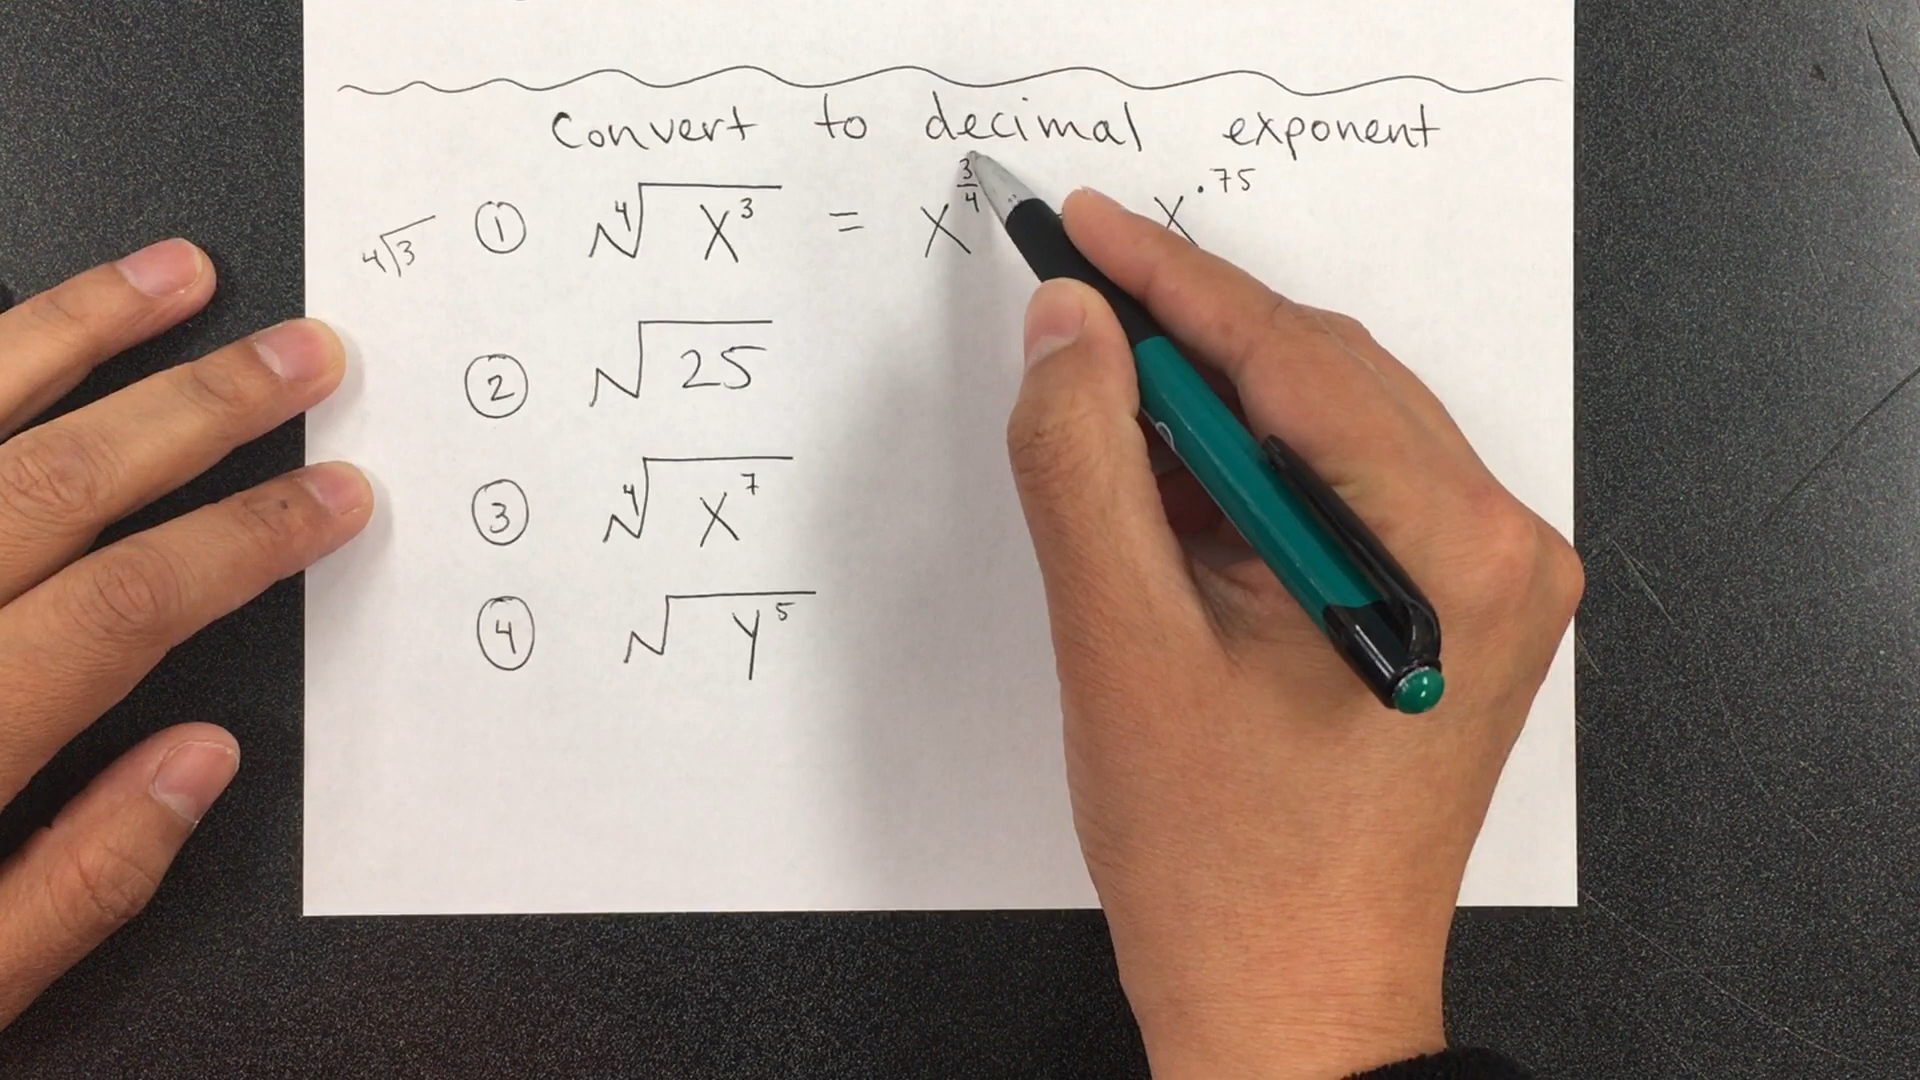 Convert to decimal exponent
① ⁴√x³ = x^(3/4) = x^.75
4√3
② √25
③ ⁴√x⁷
④ √y⁵